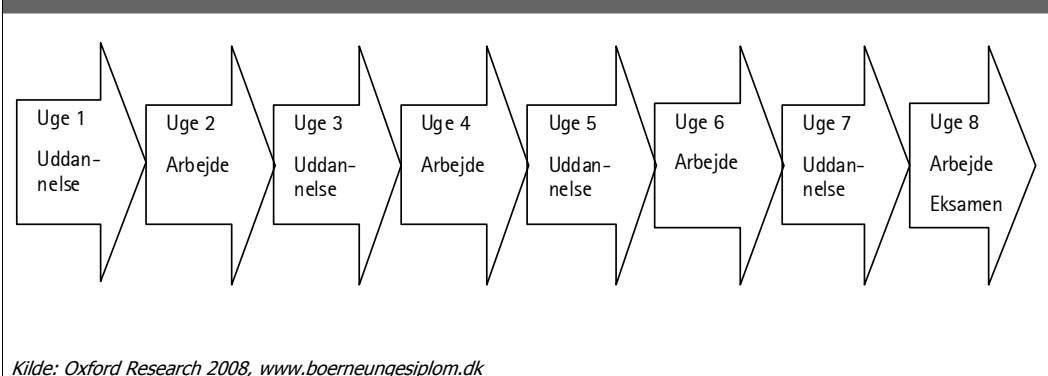 Uge 1
Uddan-
nelse
Uge 2
Arbejde
Uge 3
Uddan-
nelse
Uge 4
Arbejde
Uge 5
Uddan-
nelse
Uge 6
Arbejde
Uge 7
Uddan-
nelse
Uge 8
Arbejde
Eksamen
Kilde: Oxford Research 2008, www.boerneungesiplom.dk